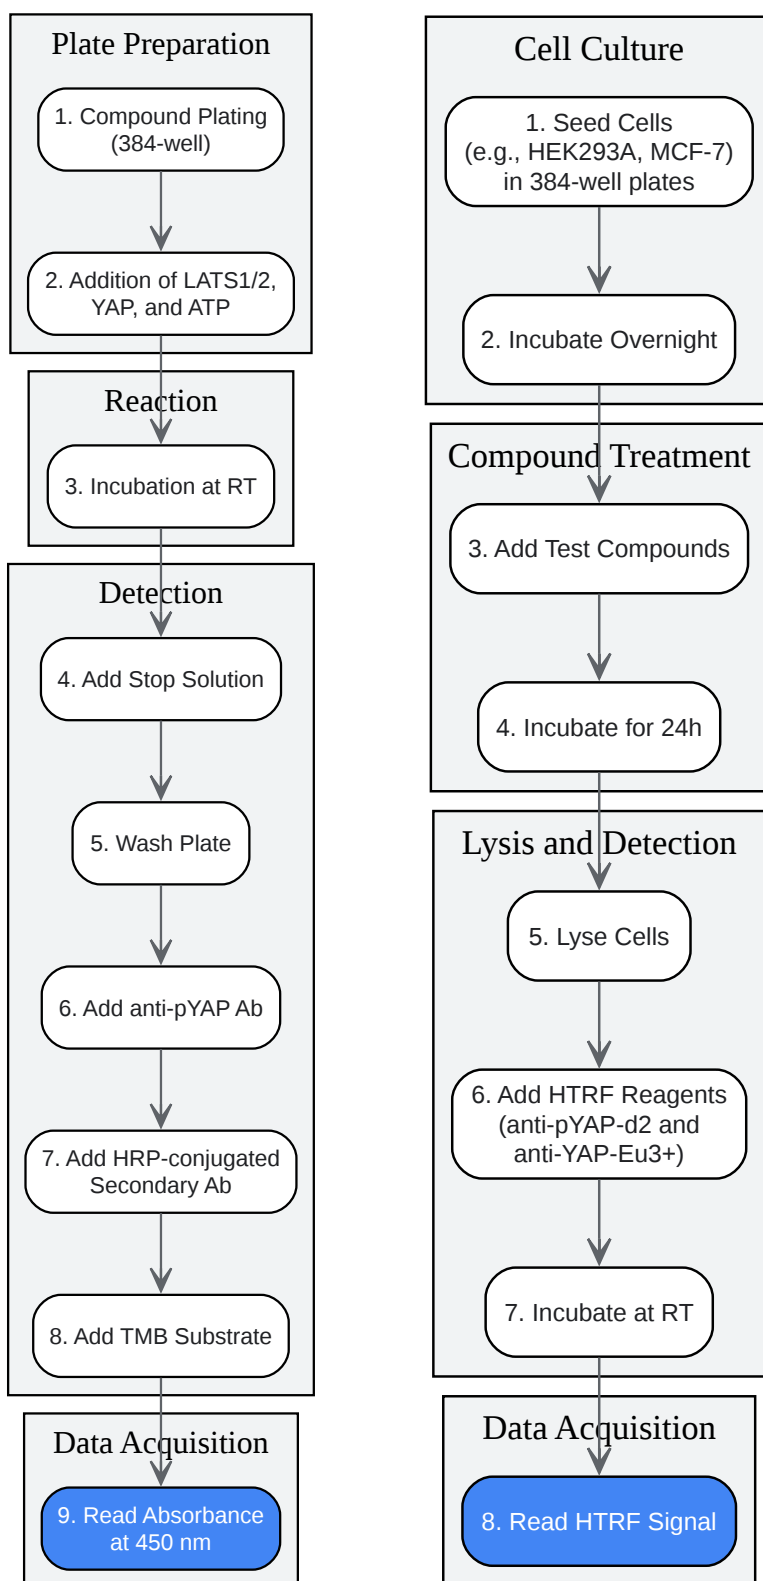 Plate Preparation
1. Compound Plating
(384-well)
2. Addition of LATS1/2,
YAP, and ATP
Reaction
3. Incubation at RT
Detection
4. Add Stop Solution
5. Wash Plate
6. Add anti-pYAP Ab
7. Add HRP-conjugated
Secondary Ab
8. Add TMB Substrate
Data Acquisition
9. Read Absorbance
at 450 nm
Cell Culture
1. Seed Cells
(e.g., HEK293A, MCF-7)
in 384-well plates
2. Incubate Overnight
Compound Treatment
3. Add Test Compounds
4. Incubate for 24h
Lysis and Detection
5. Lyse Cells
6. Add HTRF Reagents
(anti-pYAP-d2 and
anti-YAP-Eu3+)
7. Incubate at RT
Data Acquisition
8. Read HTRF Signal